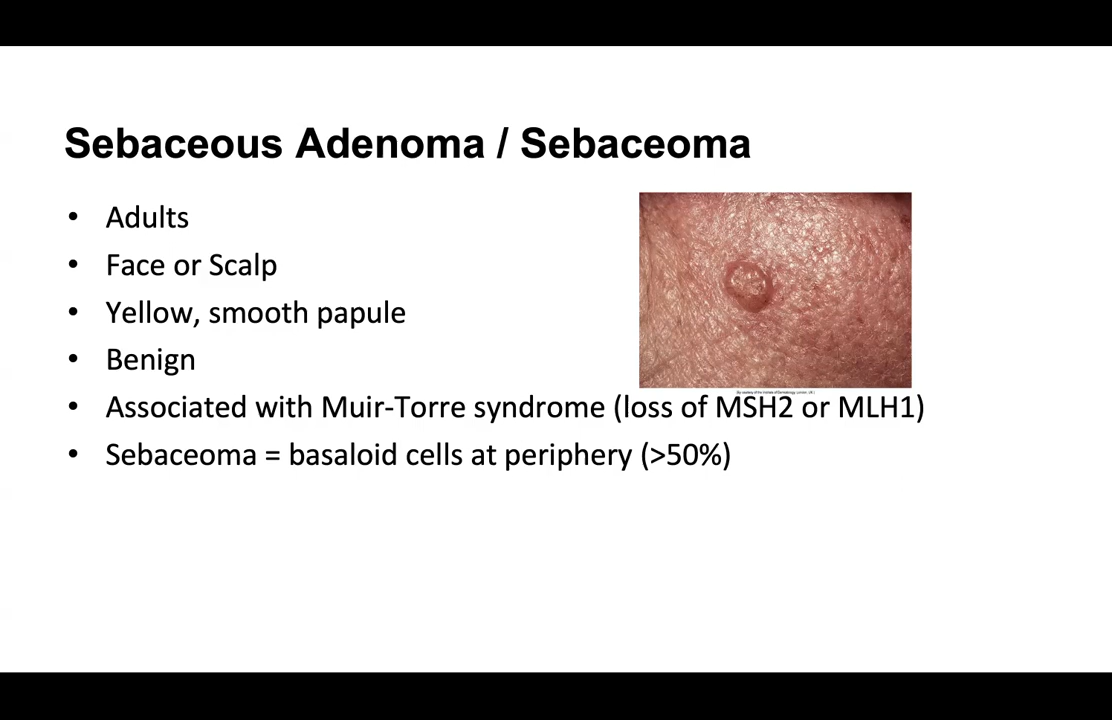 Sebaceous Adenoma / Sebaceoma
• Adults
• Face or Scalp
• Yellow, smooth papule
• Benign
• Associated with Muir-Torre syndrome (loss of MSH2 or MLH1)
• Sebaceoma = basaloid cells at periphery (>50%)